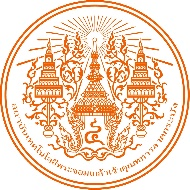 สถาบันเทคโนโลยีพระจอมเกล้าเจ้าคุณทหารลาดกระบัง
๔